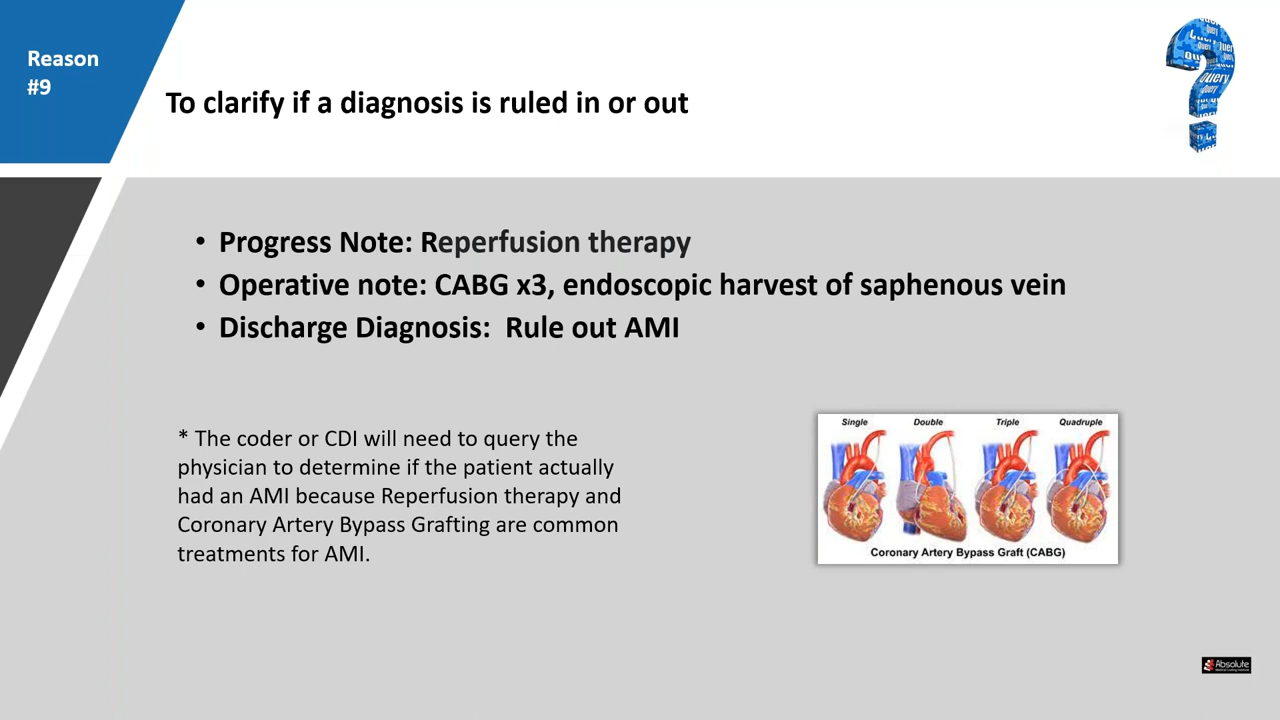 Reason
#9
To clarify if a diagnosis is ruled in or out
Query
• Progress Note: Reperfusion therapy
• Operative note: CABG x3, endoscopic harvest of saphenous vein
• Discharge Diagnosis: Rule out AMI
* The coder or CDI will need to query the
physician to determine if the patient actually
had an AMI because Reperfusion therapy and
Coronary Artery Bypass Grafting are common
treatments for AMI.
Single Double Triple Quadruple
Coronary Artery Bypass Graft (CABG)
Absolute